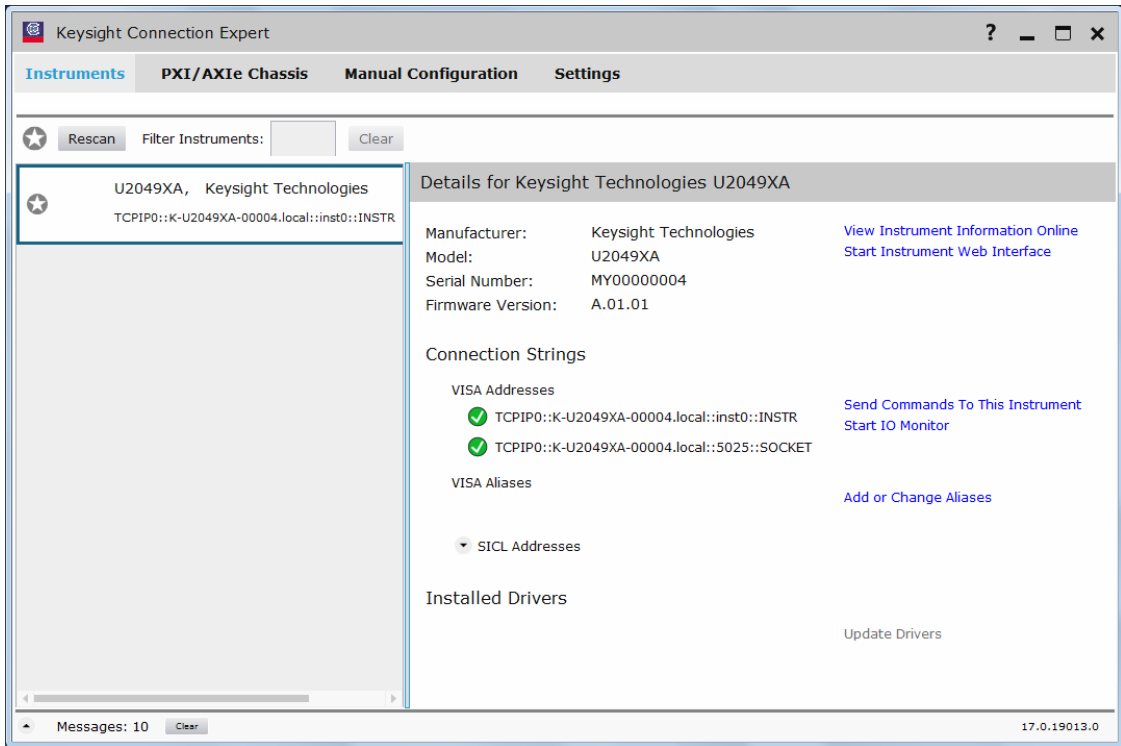 Keysight Connection Expert
?
Instruments PXI/AXIe Chassis Manual Configuration Settings
Rescan Filter Instruments: Clear
U2049XA, Keysight Technologies
TCPIP0::K-U2049XA-00004.local::inst0::INSTR
Details for Keysight Technologies U2049XA
Manufacturer: Keysight Technologies View Instrument Information Online
Model: U2049XA Start Instrument Web Interface
Serial Number: MY00000004
Firmware Version: A.01.01
Connection Strings
VISA Addresses
TCPIP0::K-U2049XA-00004.local::inst0::INSTR Send Commands To This Instrument
Start IO Monitor
TCPIP0::K-U2049XA-00004.local::5025::SOCKET
VISA Aliases
Add or Change Aliases
SICL Addresses
Installed Drivers
Update Drivers
Messages: 10 Clear 17.0.19013.0